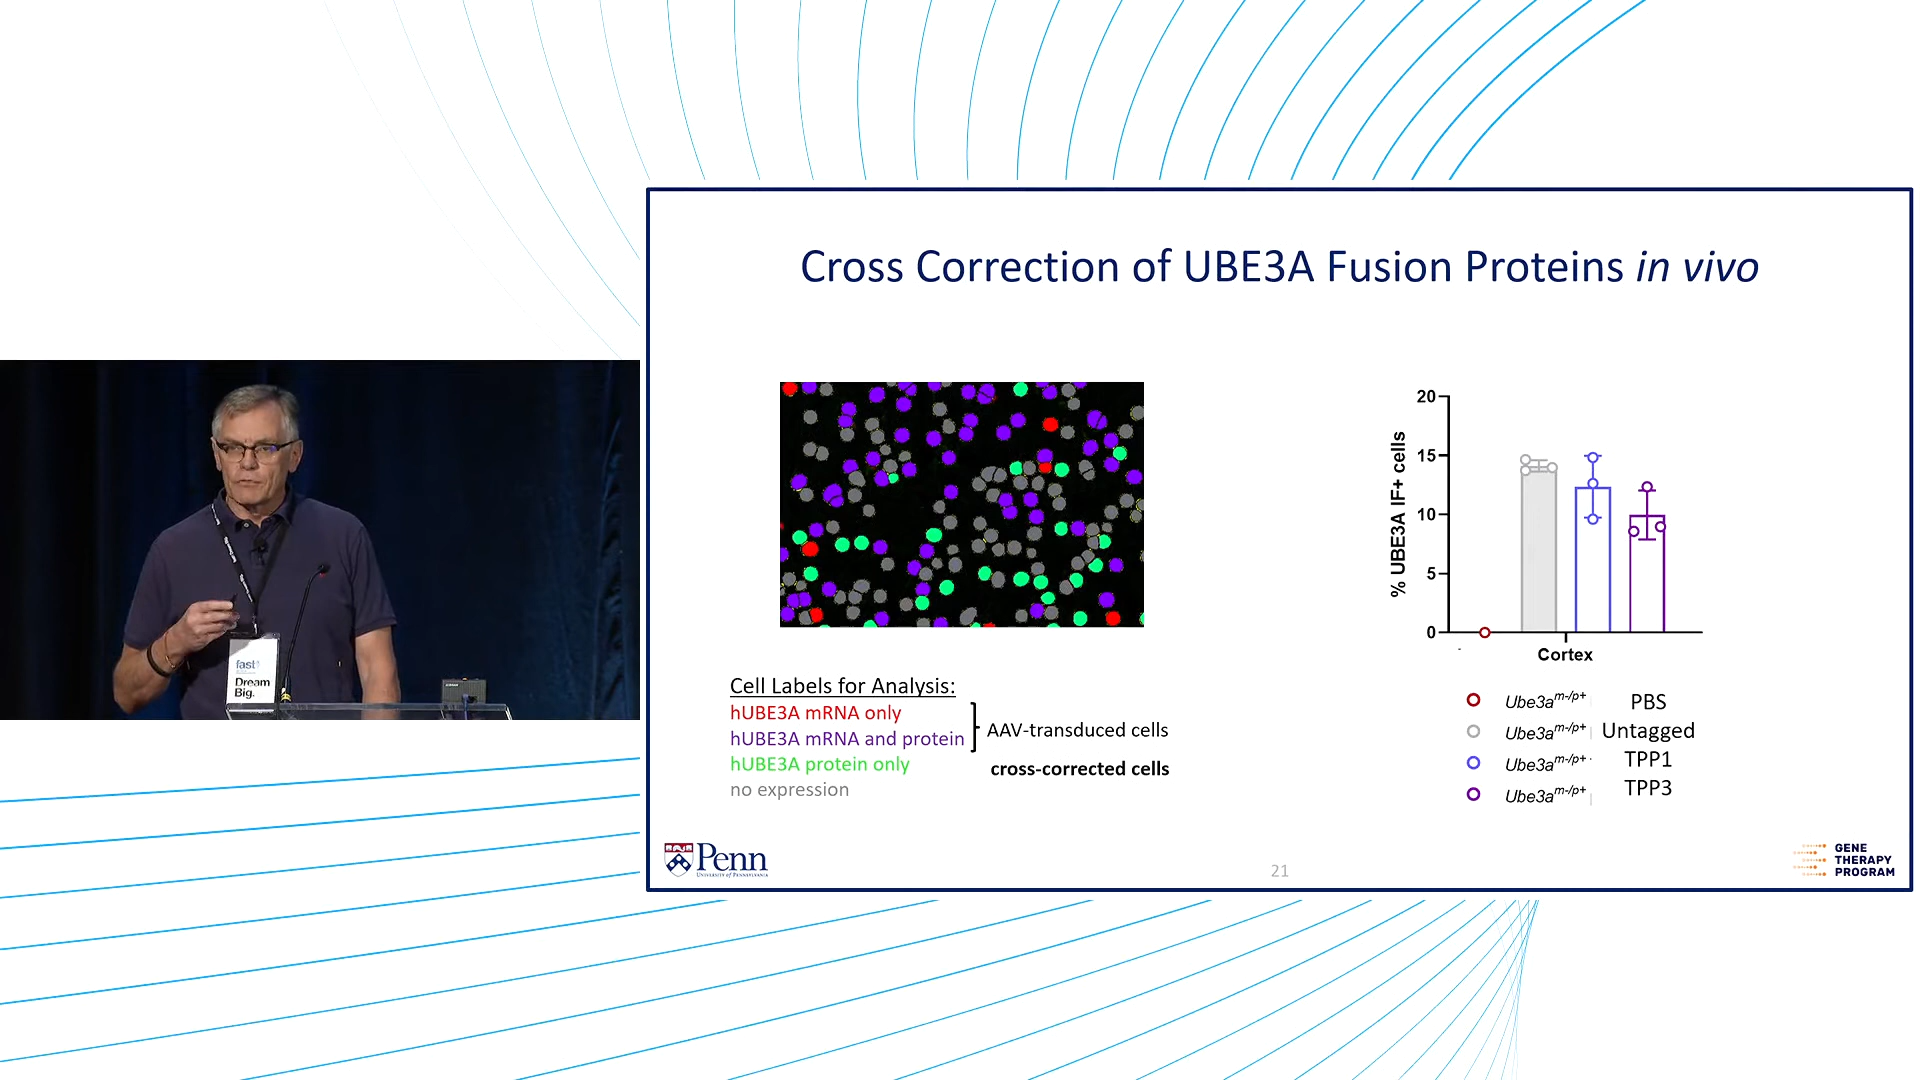 Cross Correction of UBE3A Fusion Proteins in vivo
Cell Labels for Analysis:
hUBE3A mRNA only
hUBE3A mRNA and protein
AAV-transduced cells
hUBE3A protein only
cross-corrected cells
no expression
% UBE3A IF+ cells
20
15
10
5
0
Cortex
Ube3a^m-/p+ PBS
Ube3a^m-/p+ Untagged
Ube3a^m-/p+ TPP1
Ube3a^m-/p+ TPP3
Penn
UNIVERSITY of PENNSYLVANIA
21
GENE
THERAPY
PROGRAM
fast
Dream
Big.